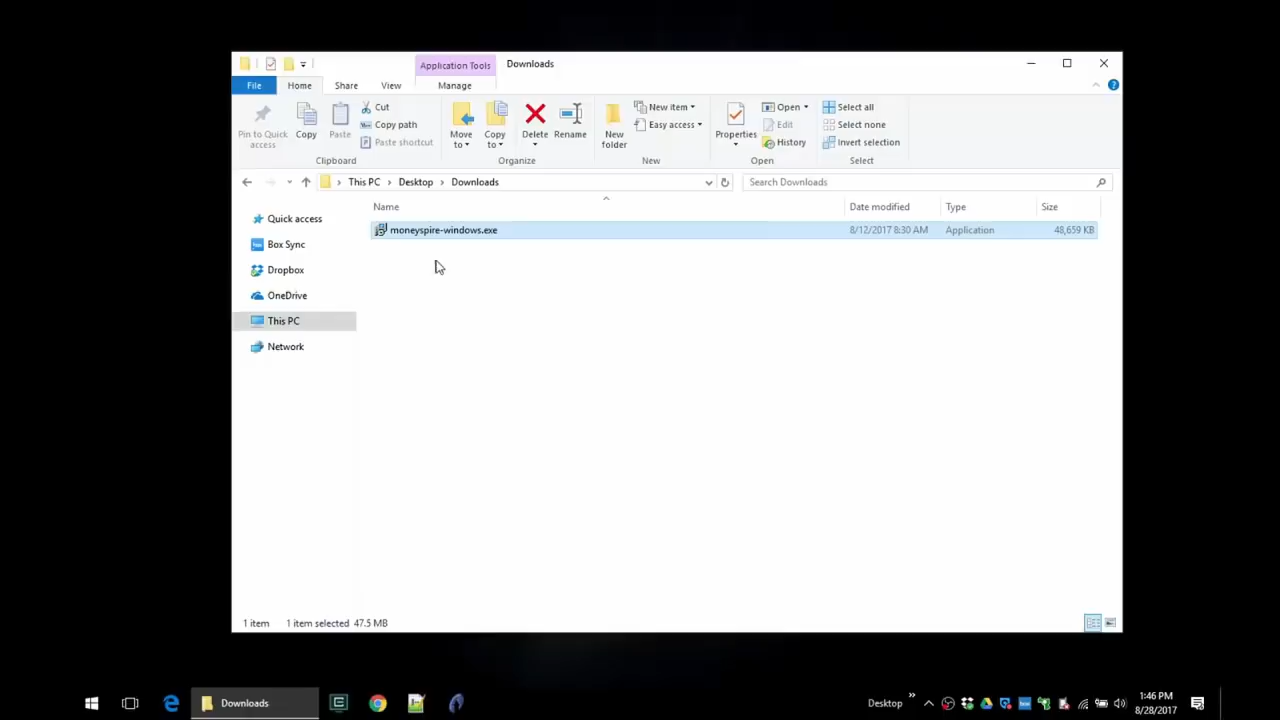 Application Tools
Downloads
File
Home
Share
View
Manage
Pin to Quick access
Copy
Paste
Cut
Copy path
Paste shortcut
Clipboard
Move to
Copy to
Delete
Rename
Organize
New folder
New item
Easy access
New
Properties
Open
Edit
History
Open
Select all
Select none
Invert selection
Select
This PC > Desktop > Downloads
Search Downloads
Name
Date modified
Type
Size
moneyspire-windows.exe
8/12/2017 8:30 AM
Application
48,659 KB
Quick access
Box Sync
Dropbox
OneDrive
This PC
Network
1 item
1 item selected 47.5 MB
Downloads
Desktop
1:46 PM
8/28/2017